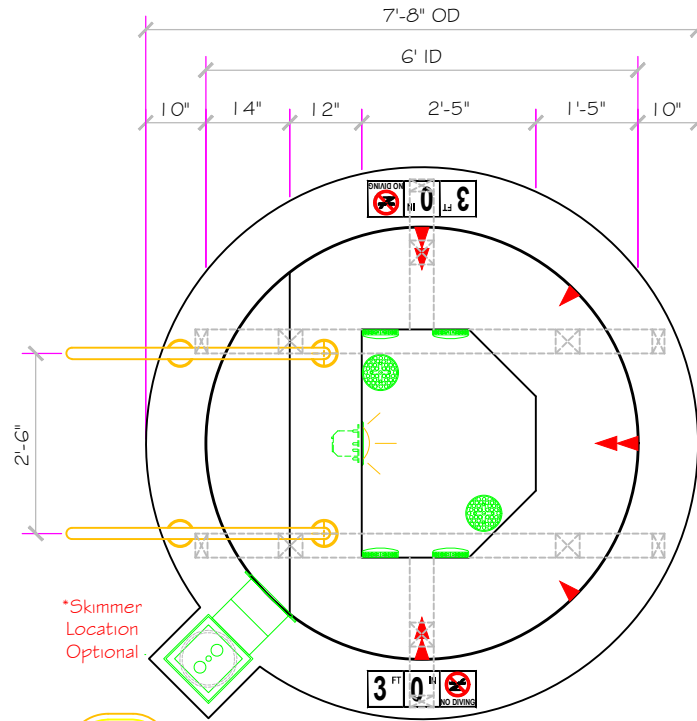 7'-8" OD
6' ID
10" 14" 12" 2'-5" 1'-5" 10"
NO DIVING IN 0 FT 3
2'-6"
*Skimmer
Location
Optional
3 FT 0 IN NO DIVING